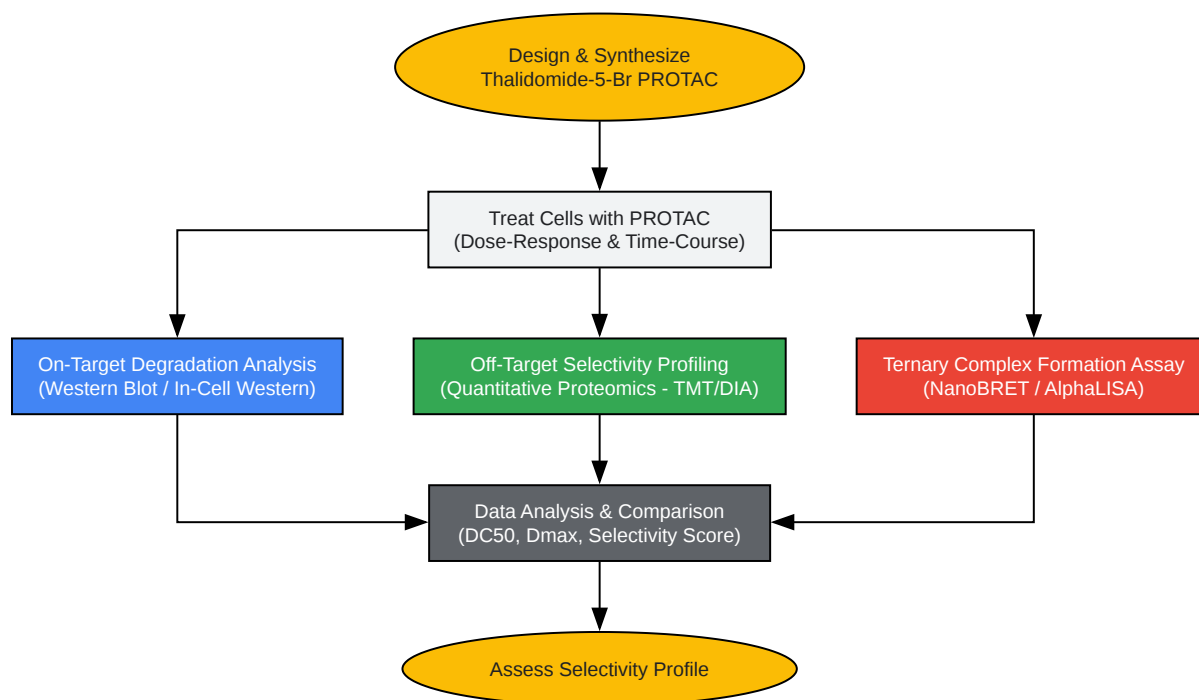 Design & Synthesize
Thalidomide-5-Br PROTAC
Treat Cells with PROTAC
(Dose-Response & Time-Course)
On-Target Degradation Analysis
(Western Blot / In-Cell Western)
Off-Target Selectivity Profiling
(Quantitative Proteomics - TMT/DIA)
Ternary Complex Formation Assay
(NanoBRET / AlphaLISA)
Data Analysis & Comparison
(DC50, Dmax, Selectivity Score)
Assess Selectivity Profile